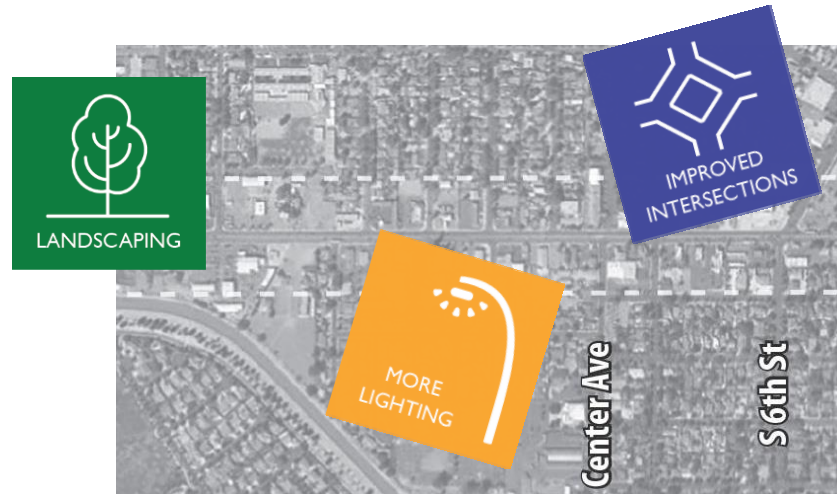 LANDSCAPING
IMPROVED
INTERSECTIONS
MORE
LIGHTING
Center Ave
S 6th St